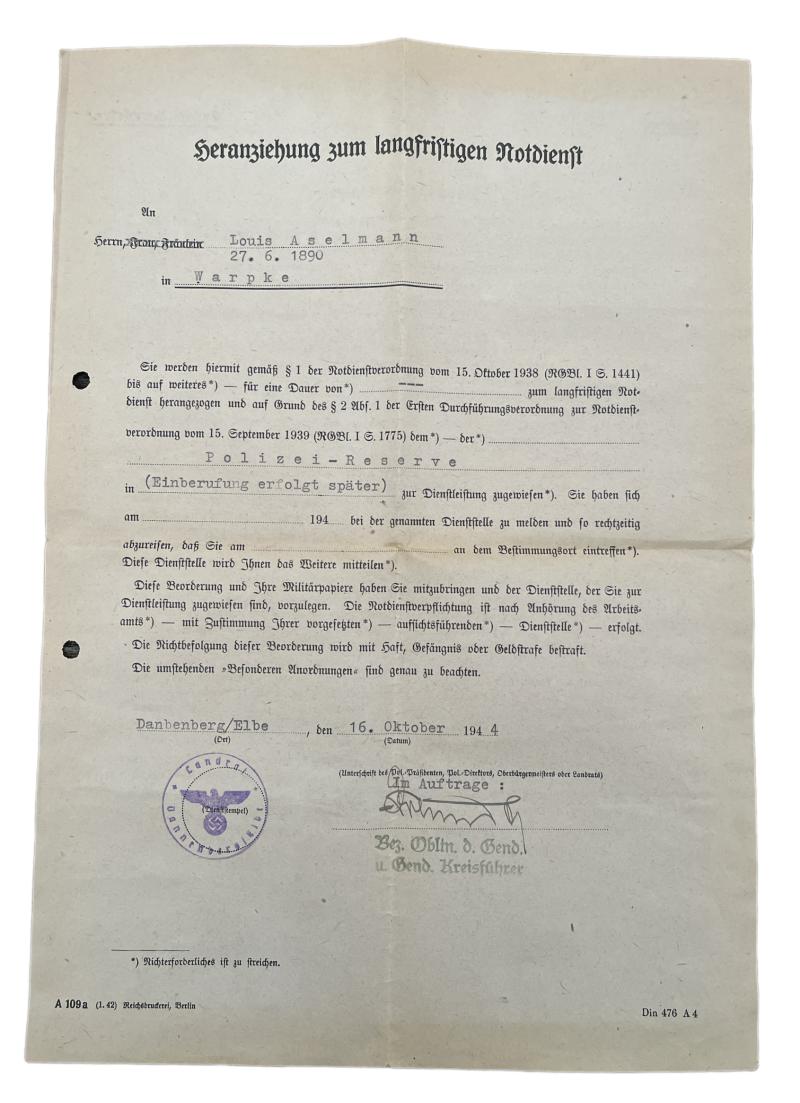 Heranziehung zum langfristigen Notdienst
An
Herrn, Frau, Fräulein Louis Aselmann
27. 6. 1890
in Warpke
Sie werden hiermit gemäß § 1 der Notdienstverordnung vom 15. Oktober 1938 (RGBl. I S. 1441)
bis auf weiteres*) — für eine Dauer von*) --- zum langfristigen Not-
dienst herangezogen und auf Grund des § 2 Abs. 1 der Ersten Durchführungsverordnung zur Notdienst-
verordnung vom 15. September 1939 (RGBl. I S. 1775) dem*) — der*)
Polizei-Reserve
in (Einberufung erfolgt später) zur Dienstleistung zugewiesen*). Sie haben sich
am 194 bei der genannten Dienststelle zu melden und so rechtzeitig
abzureisen, daß Sie am an dem Bestimmungsort eintreffen*).
Diese Dienststelle wird Ihnen das Weitere mitteilen*).
Diese Beorderung und Ihre Militärpapiere haben Sie mitzubringen und der Dienststelle, der Sie zur
Dienstleistung zugewiesen sind, vorzulegen. Die Notdienstverpflichtung ist nach Anhörung des Arbeits-
amts*) — mit Zustimmung Ihrer vorgesetzten*) — aufsichtsführenden*) — Dienststelle*) — erfolgt.
Die Nichtbefolgung dieser Beorderung wird mit Haft, Gefängnis oder Geldstrafe bestraft.
Die umstehenden »Besonderen Anordnungen« sind genau zu beachten.
Danbenberg/Elbe, den 16. Oktober 194 4
(Ort) (Datum)
(Unterschrift des Pol.-Präsidenten, Pol.-Direktors, Oberbürgermeisters oder Landrats)
Im Auftrage :
Landrat
(Dienststempel)
Bez. Obltn. d. Gend.
u. Gend. Kreisführer
*) Nichterforderliches ist zu streichen.
A 109a (1. 42) Reichsdruckerei, Berlin
Din 476 A 4